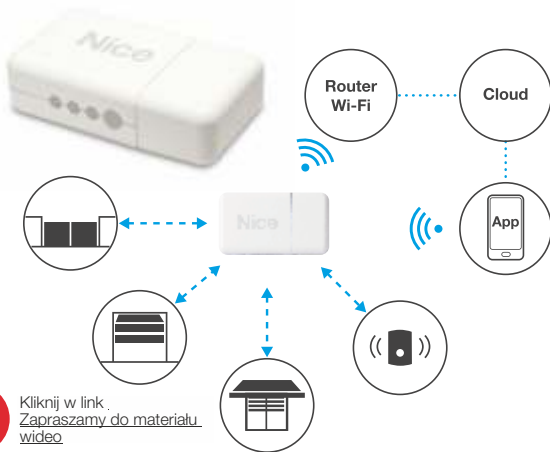 Nice
Router
Wi-Fi
Cloud
Nice
App
Kliknij w link .
Zapraszamy do materiału
wideo